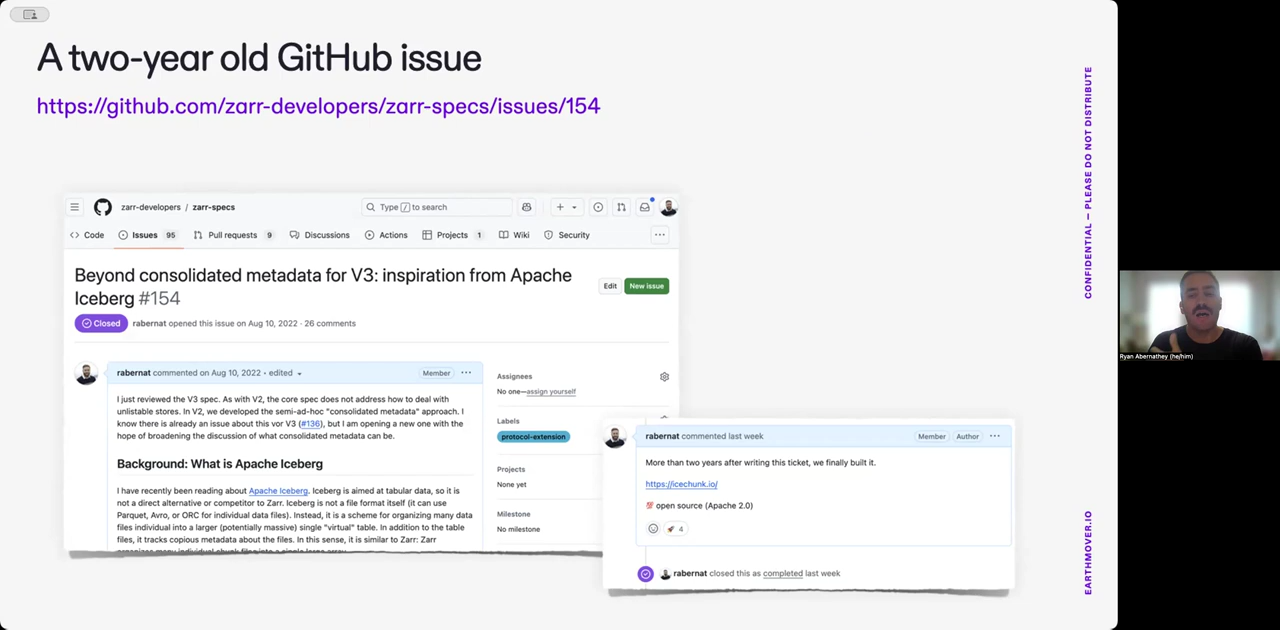 A two-year old GitHub issue
https://github.com/zarr-developers/zarr-specs/issues/154
zarr-developers / zarr-specs
Type / to search
Code
Issues 95
Pull requests 9
Discussions
Actions
Projects 1
Wiki
Security
Beyond consolidated metadata for V3: inspiration from Apache
Iceberg #154
Edit
New issue
Closed
rabernat opened this issue on Aug 10, 2022 · 26 comments
rabernat commented on Aug 10, 2022 · edited
Member
I just reviewed the V3 spec. As with V2, the core spec does not address how to deal with
unlistable stores. In V2, we developed the semi-ad-hoc "consolidated metadata" approach. I
know there is already an issue about this vor V3 (#136), but I am opening a new one with the
hope of broadening the discussion of what consolidated metadata can be.
Background: What is Apache Iceberg
I have recently been reading about Apache Iceberg. Iceberg is aimed at tabular data, so it is
not a direct alternative or competitor to Zarr. Iceberg is not a file format itself (it can use
Parquet, Avro, or ORC for individual data files). Instead, it is a scheme for organizing many data
files individual into a larger (potentially massive) single "virtual" table. In addition to the table
files, it tracks copious metadata about the files. In this sense, it is similar to Zarr: Zarr
organizes many individual chunk files into a single large array.
Assignees
No one—assign yourself
Labels
protocol-extension
Projects
None yet
Milestone
No milestone
rabernat commented last week
Member
Author
More than two years after writing this ticket, we finally built it.
https://icechunk.io/
💯 open source (Apache 2.0)
🚀 4
rabernat closed this as completed last week
CONFIDENTIAL — PLEASE DO NOT DISTRIBUTE
EARTHMOVER.IO
Ryan Abernathey (he/him)